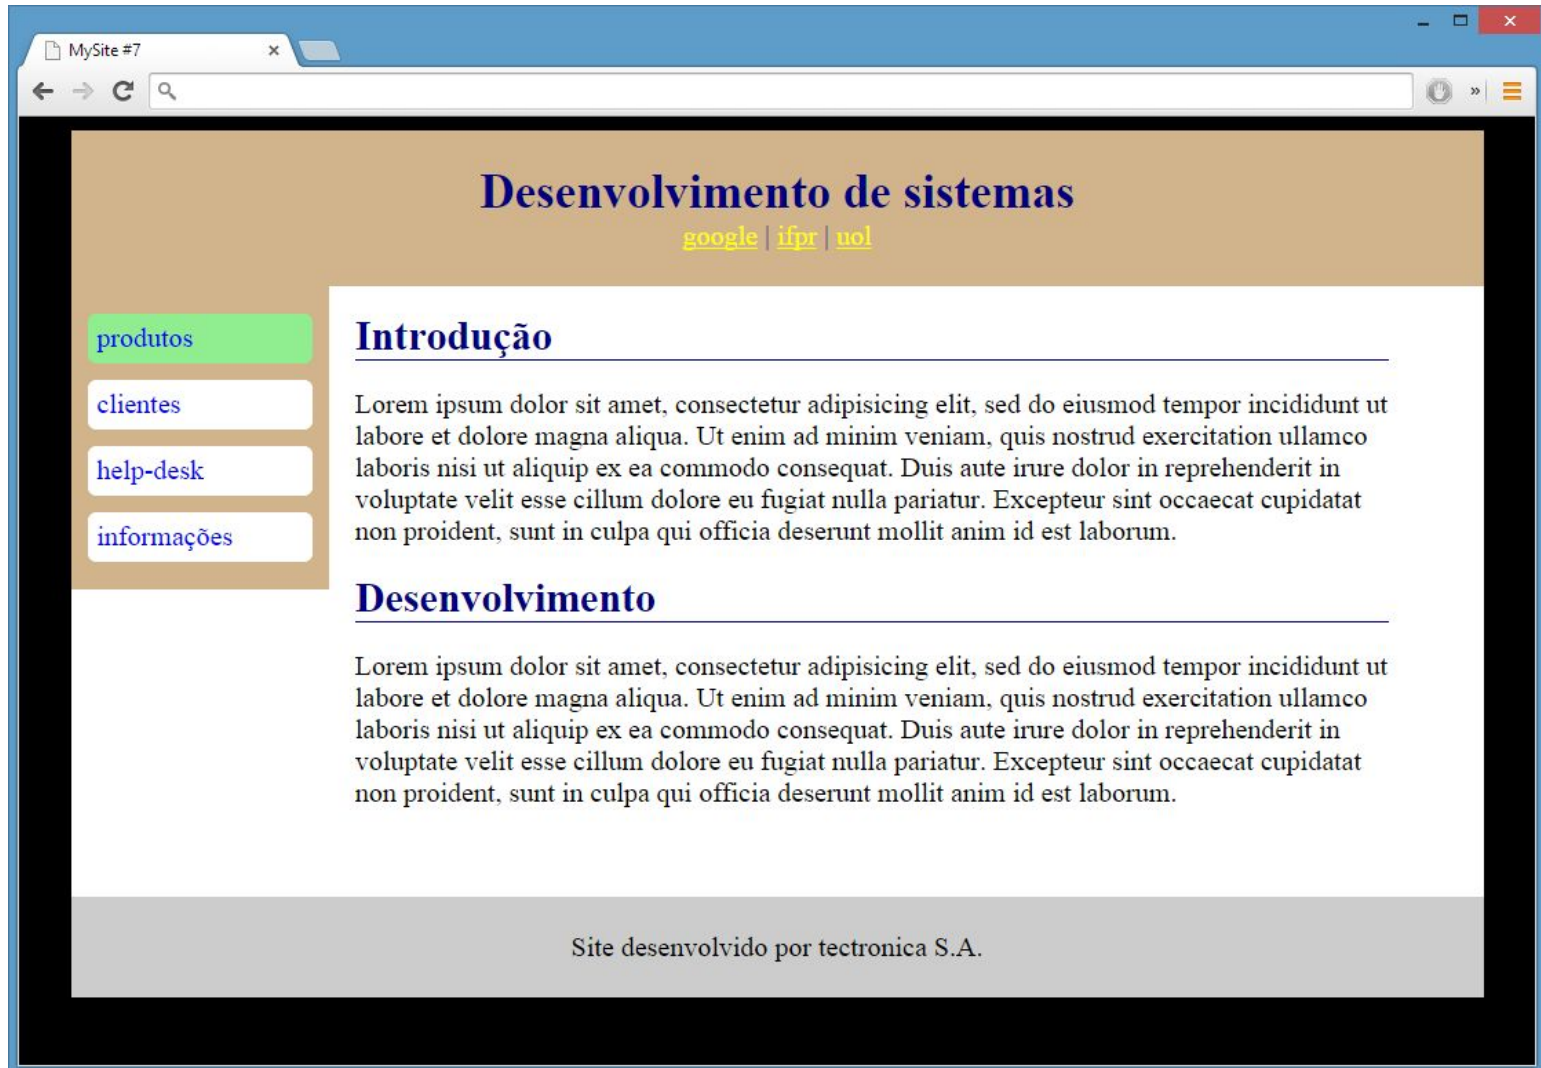 MySite #7
Desenvolvimento de sistemas
google | ifpr | uol
produtos
clientes
help-desk
informações
Introdução
Lorem ipsum dolor sit amet, consectetur adipisicing elit, sed do eiusmod tempor incididunt ut
labore et dolore magna aliqua. Ut enim ad minim veniam, quis nostrud exercitation ullamco
laboris nisi ut aliquip ex ea commodo consequat. Duis aute irure dolor in reprehenderit in
voluptate velit esse cillum dolore eu fugiat nulla pariatur. Excepteur sint occaecat cupidatat
non proident, sunt in culpa qui officia deserunt mollit anim id est laborum.
Desenvolvimento
Lorem ipsum dolor sit amet, consectetur adipisicing elit, sed do eiusmod tempor incididunt ut
labore et dolore magna aliqua. Ut enim ad minim veniam, quis nostrud exercitation ullamco
laboris nisi ut aliquip ex ea commodo consequat. Duis aute irure dolor in reprehenderit in
voluptate velit esse cillum dolore eu fugiat nulla pariatur. Excepteur sint occaecat cupidatat
non proident, sunt in culpa qui officia deserunt mollit anim id est laborum.
Site desenvolvido por tectronica S.A.